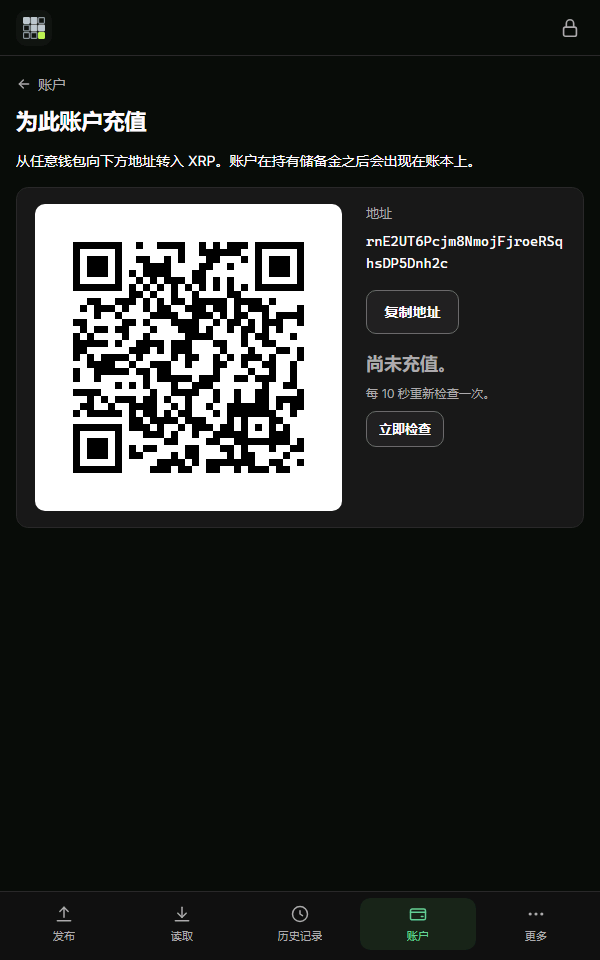 账户
为此账户充值
从任意钱包向下方地址转入 XRP。账户在持有储备金之后会出现在账本上。
地址
rnE2UT6Pcjm8NmojFjroeRSq
hsDP5Dnh2c
复制地址
尚未充值。
每 10 秒重新检查一次。
立即检查
发布
读取
历史记录
账户
更多